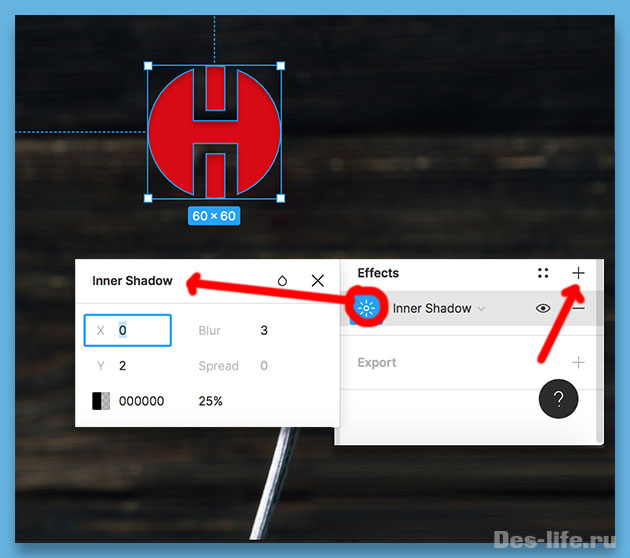 H
60 × 60
Inner Shadow
X 0 Blur 3
Y 2 Spread 0
000000 25%
Effects
Inner Shadow
Export
?
Des-life.ru